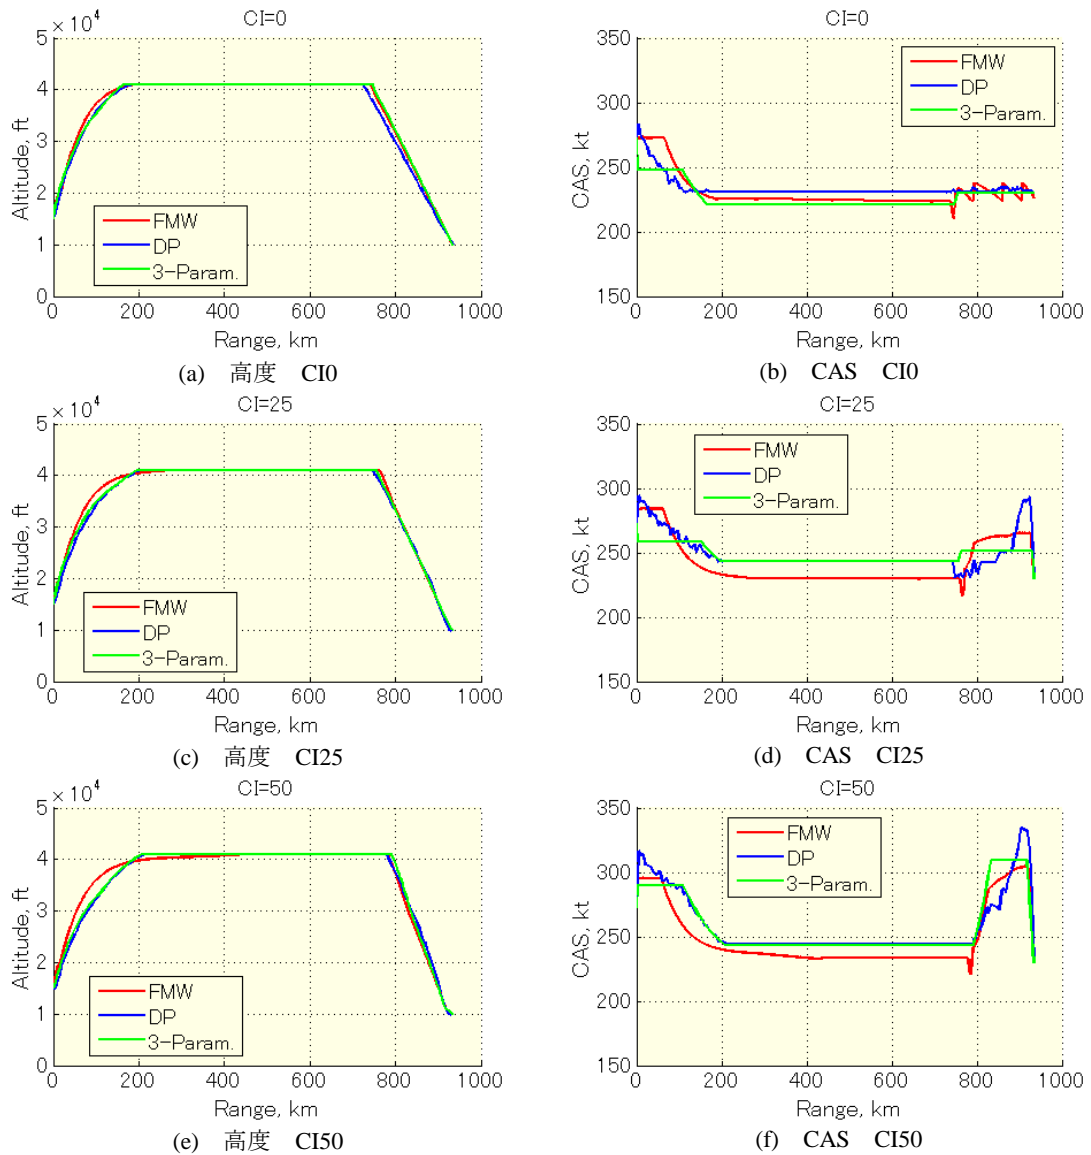 CI=0
5 × 10^4
4
3
2
1
0
Altitude, ft
FMW
DP
3-Param.
0 200 400 600 800 1000
Range, km
(a) 高度 CI0
CI=0
350
300
250
200
150
CAS, kt
FMW
DP
3-Param.
0 200 400 600 800 1000
Range, km
(b) CAS CI0
CI=25
5 × 10^4
4
3
2
1
0
Altitude, ft
FMW
DP
3-Param.
0 200 400 600 800 1000
Range, km
(c) 高度 CI25
CI=25
350
300
250
200
150
CAS, kt
FMW
DP
3-Param.
0 200 400 600 800 1000
Range, km
(d) CAS CI25
CI=50
5 × 10^4
4
3
2
1
0
Altitude, ft
FMW
DP
3-Param.
0 200 400 600 800 1000
Range, km
(e) 高度 CI50
CI=50
350
300
250
200
150
CAS, kt
FMW
DP
3-Param.
0 200 400 600 800 1000
Range, km
(f) CAS CI50